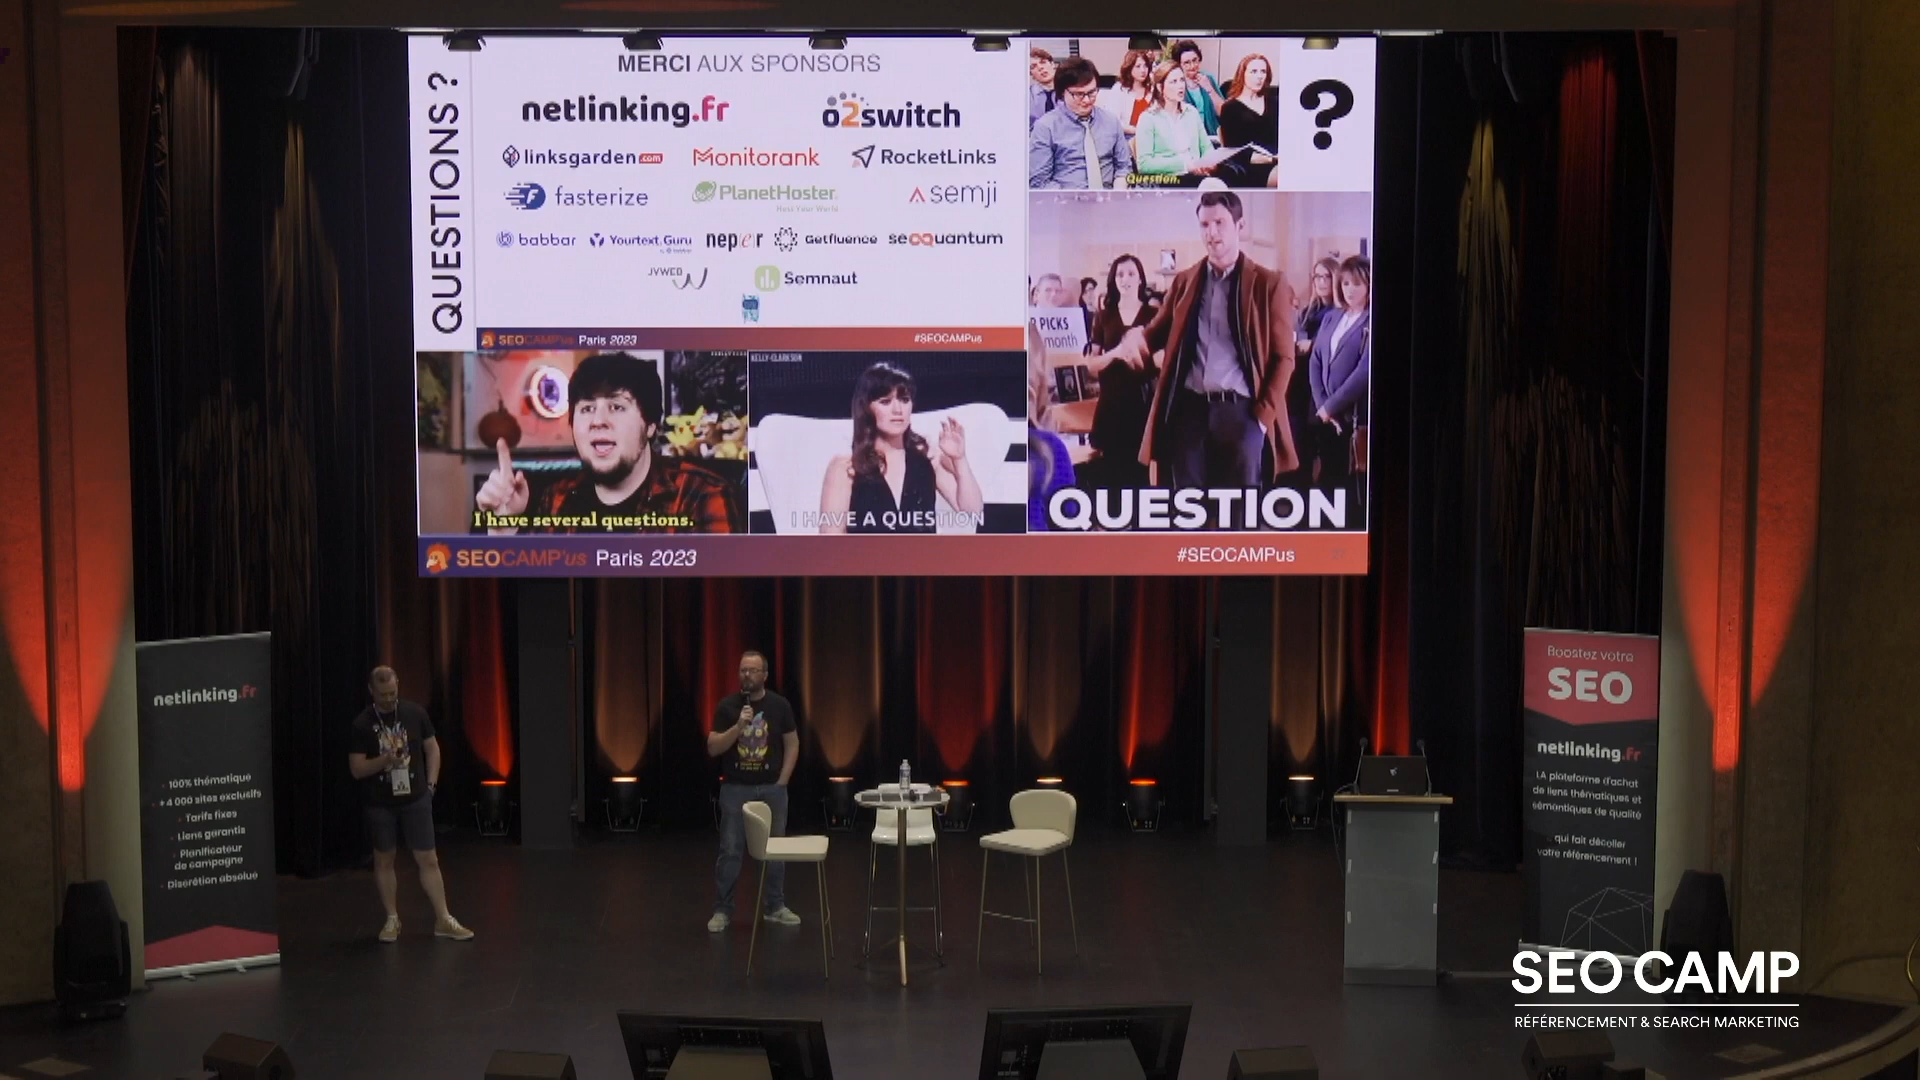 QUESTIONS ?
MERCI AUX SPONSORS
netlinking.fr
o2switch
linksgarden.com
Monitorank
RocketLinks
fasterize
PlanetHoster
Host Your World
semji
babbar
Yourtext.Guru
neper
Getfluence
seoquantum
JVWEB
Semnaut
SEOCAMP'us Paris 2023
#SEOCAMPus
Question.
?
R PICKS
month
QUESTION
I have several questions.
KELLY CLARKSON
I HAVE A QUESTION
SEOCAMP'us Paris 2023
#SEOCAMPus
netlinking.fr
100% thématique
+4 000 sites exclusifs
Tarifs fixes
Liens garantis
Planificateur
de campagne
Discrétion absolue
Boostez votre
SEO
netlinking.fr
LA plateforme d'achat
de liens thématiques et
sémantiques de qualité
qui fait décoller
votre référencement !
SEO CAMP
RÉFÉRENCEMENT & SEARCH MARKETING